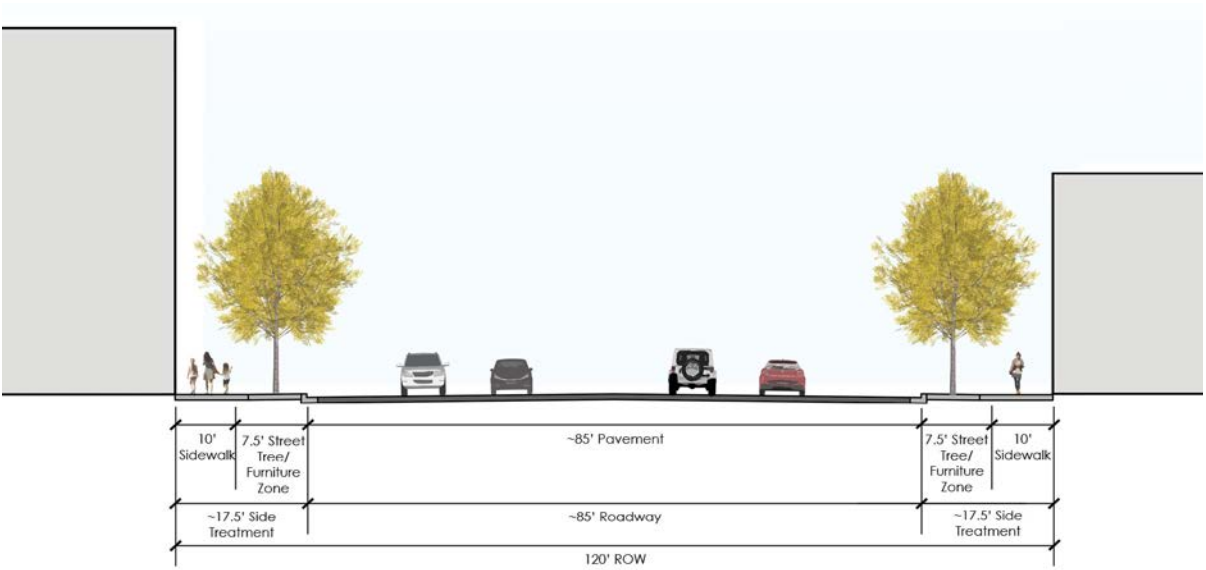 10'
Sidewalk
7.5' Street
Tree/
Furniture
Zone
~85' Pavement
7.5' Street
Tree/
Furniture
Zone
10'
Sidewalk
~17.5' Side
Treatment
~85' Roadway
~17.5' Side
Treatment
120' ROW